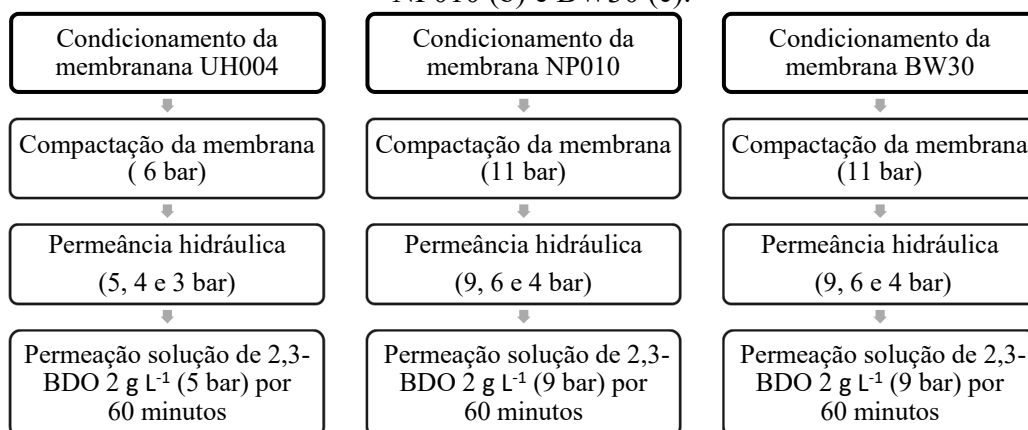 NP010 (b) e BW30 (c).
Condicionamento da
membranana UH004
Compactação da membrana
( 6 bar)
Permeância hidráulica
(5, 4 e 3 bar)
Permeação solução de 2,3-
BDO 2 g L⁻¹ (5 bar) por
60 minutos
Condicionamento da
membrana NP010
Compactação da membrana
(11 bar)
Permeância hidráulica
(9, 6 e 4 bar)
Permeação solução de 2,3-
BDO 2 g L⁻¹ (9 bar) por
60 minutos
Condicionamento da
membrana BW30
Compactação da membrana
(11 bar)
Permeância hidráulica
(9, 6 e 4 bar)
Permeação solução de 2,3-
BDO 2 g L⁻¹ (9 bar) por
60 minutos